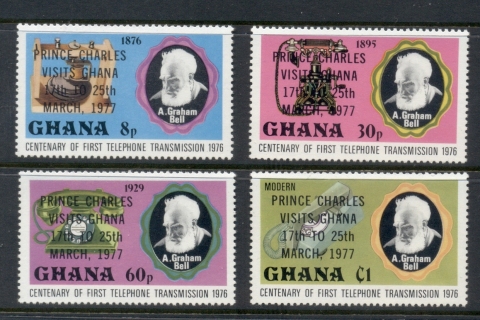 1876
PRINCE CHARLES
VISITS GHANA
17th TO 25th
MARCH, 1977
A.Graham
Bell
GHANA 8p
CENTENARY OF FIRST TELEPHONE TRANSMISSION 1976
1895
PRINCE CHARLES
VISITS GHANA
17th TO 25th
MARCH, 1977
A.Graham
Bell
GHANA 30p
CENTENARY OF FIRST TELEPHONE TRANSMISSION 1976
1929
PRINCE CHARLES
VISITS GHANA
17th TO 25th
MARCH, 1977
A.Graham
Bell
GHANA 60p
CENTENARY OF FIRST TELEPHONE TRANSMISSION 1976
MODERN
PRINCE CHARLES
VISITS GHANA
17th TO 25th
MARCH, 1977
A.Graham
Bell
GHANA ₵1
CENTENARY OF FIRST TELEPHONE TRANSMISSION 1976